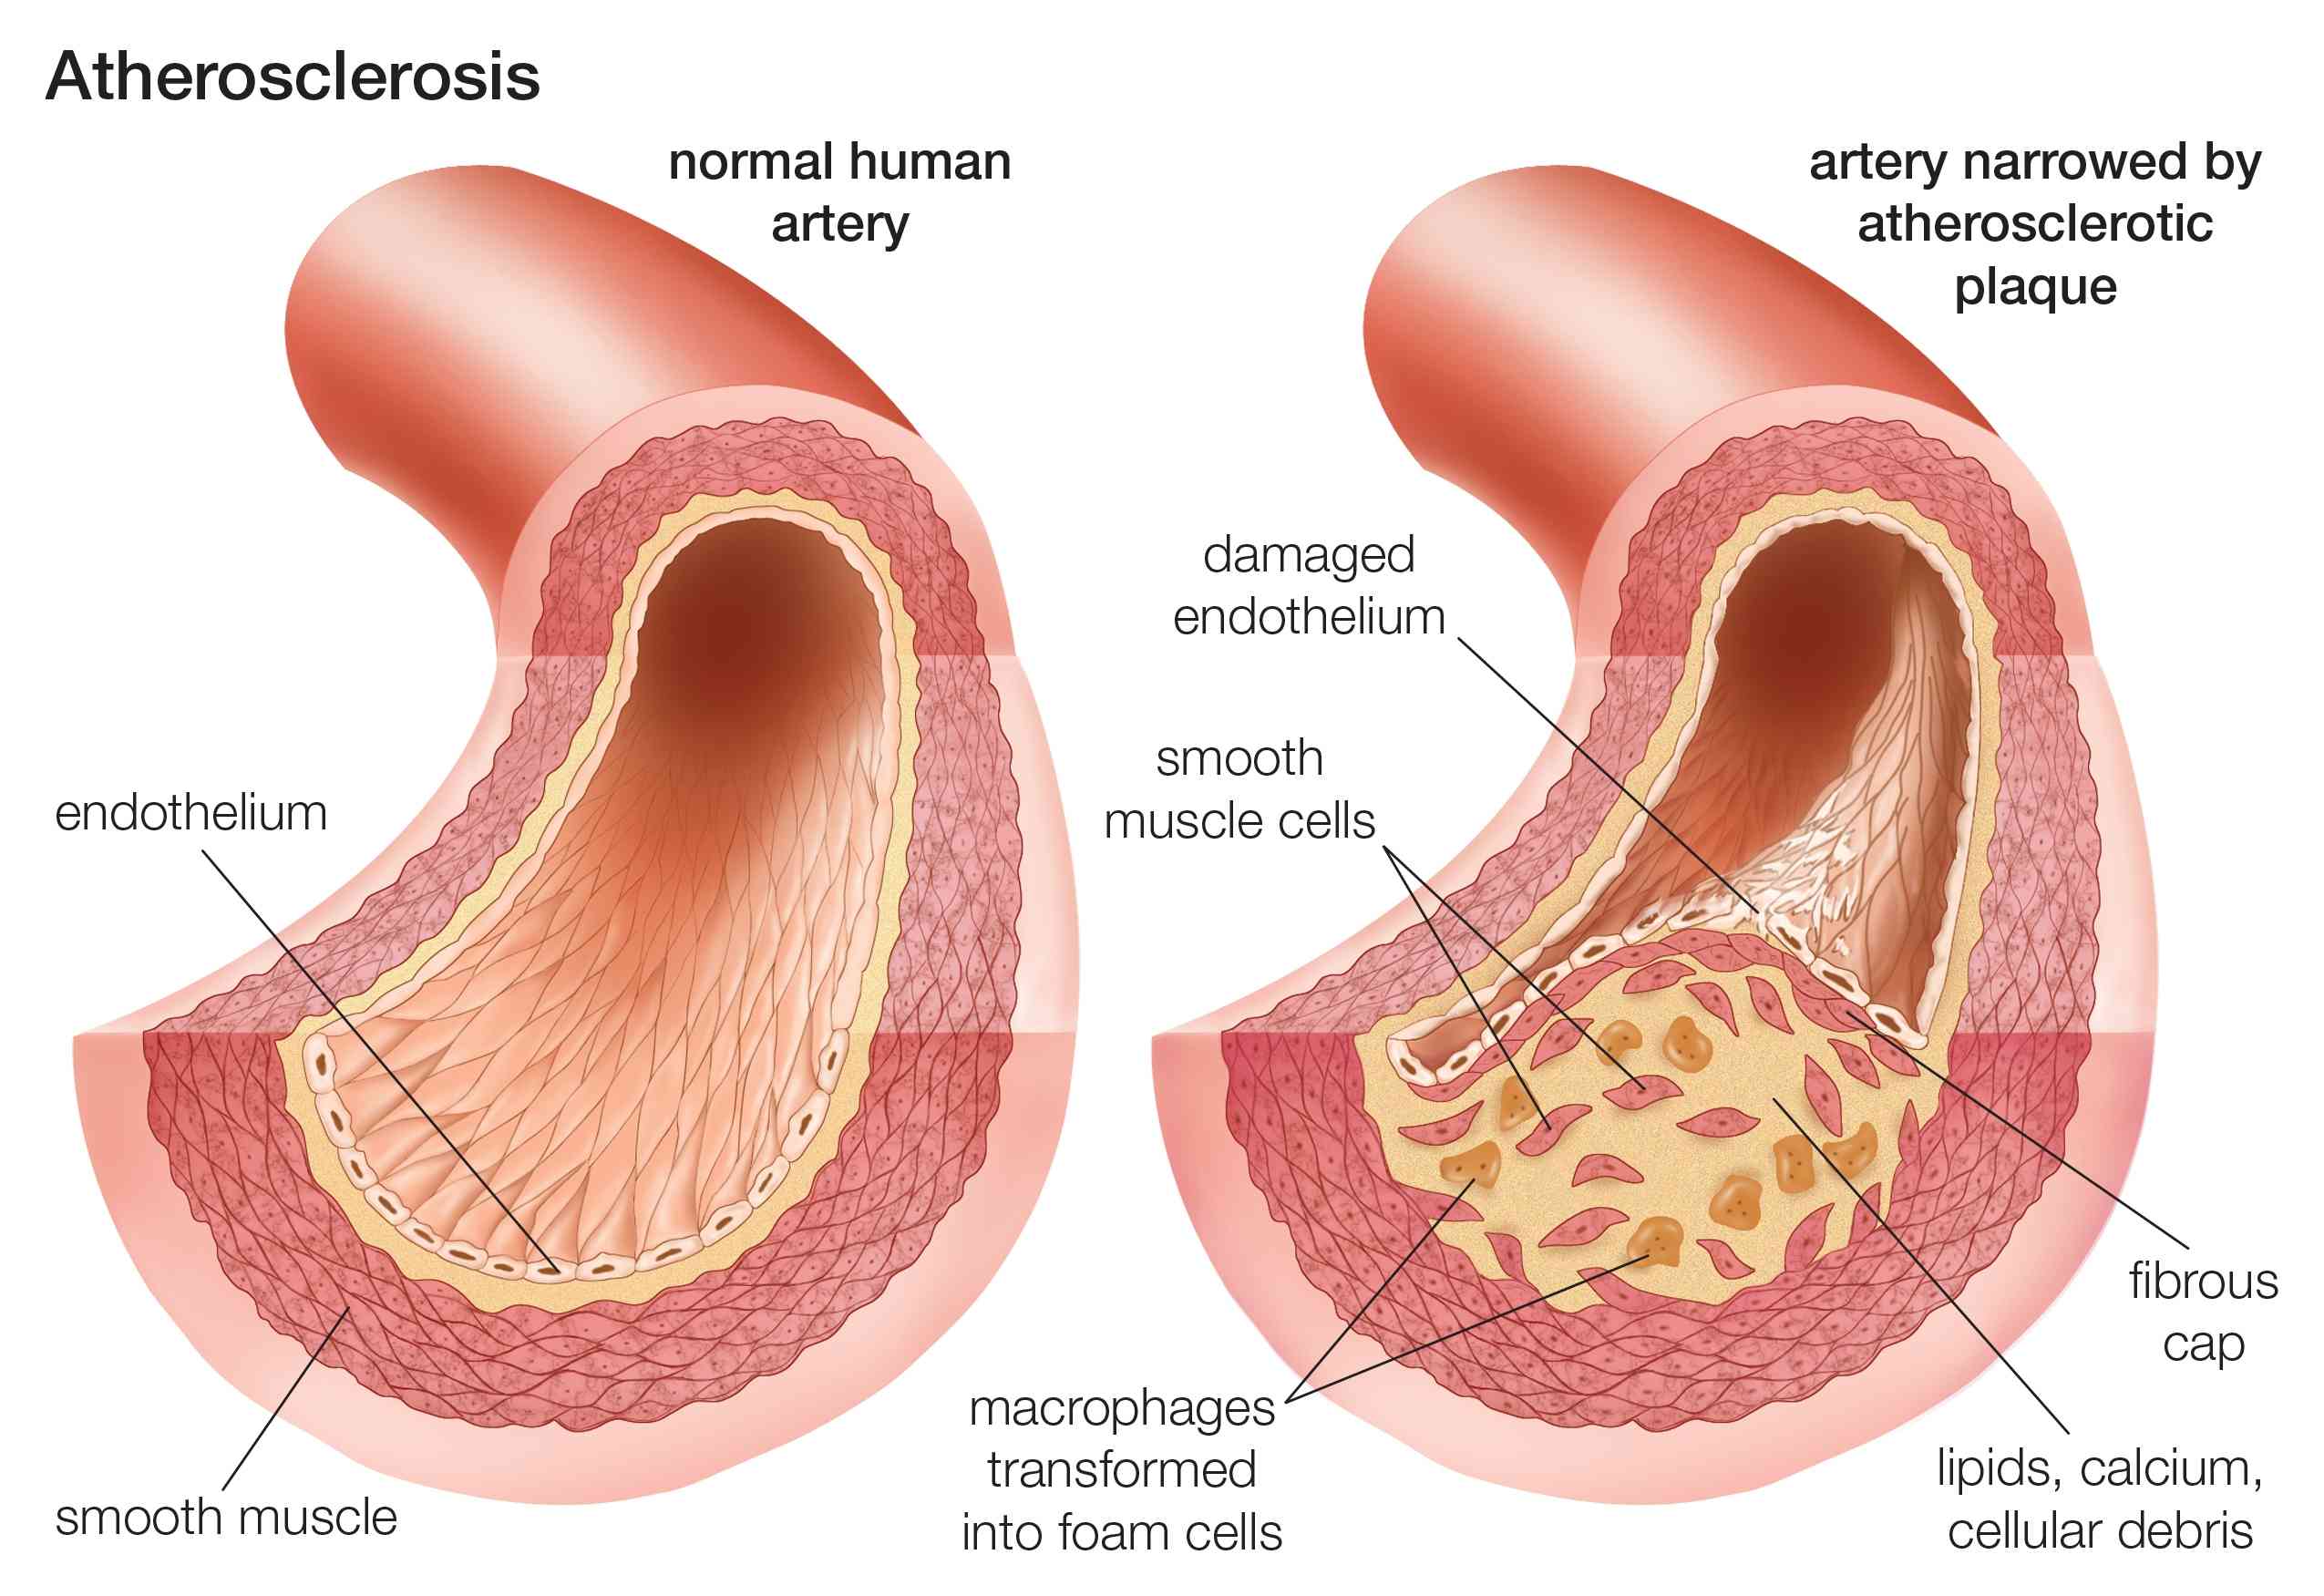 Atherosclerosis
normal human
artery
endothelium
smooth muscle
artery narrowed by
atherosclerotic
plaque
damaged
endothelium
smooth
muscle cells
macrophages
transformed
into foam cells
fibrous
cap
lipids, calcium,
cellular debris